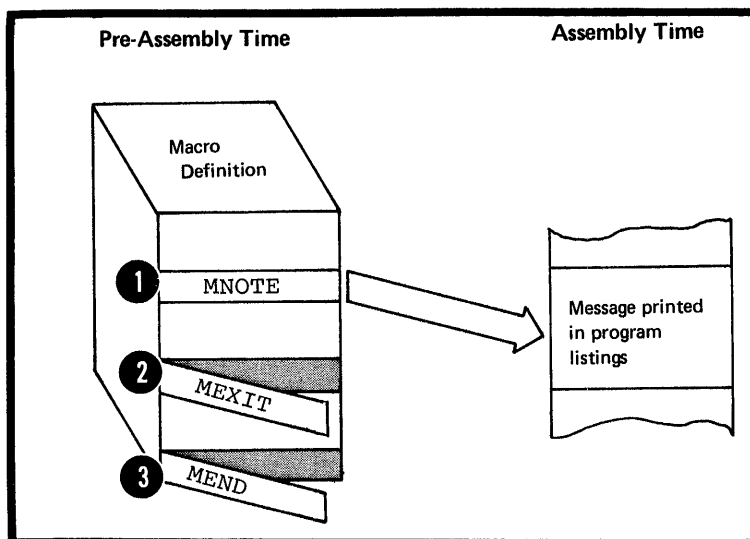 Pre-Assembly Time
Assembly Time
Macro
Definition
1
MNOTE
Message printed
in program
listings
2
MEXIT
3
MEND